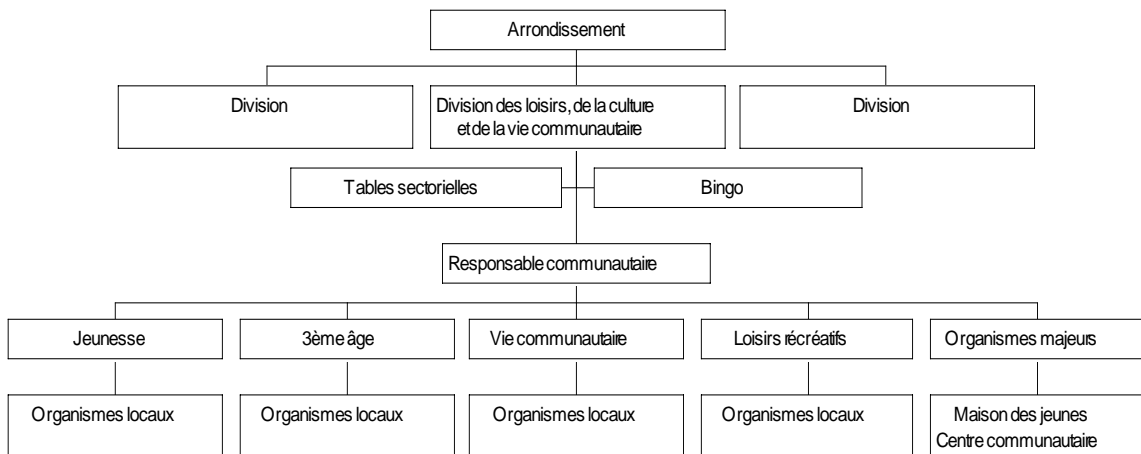 Arrondissement
Division
Division des loisirs, de la culture
et de la vie communautaire
Division
Tables sectorielles
Bingo
Responsable communautaire
Jeunesse
3ème âge
Vie communautaire
Loisirs récréatifs
Organismes majeurs
Organismes locaux
Organismes locaux
Organismes locaux
Organismes locaux
Maison des jeunes
Centre communautaire